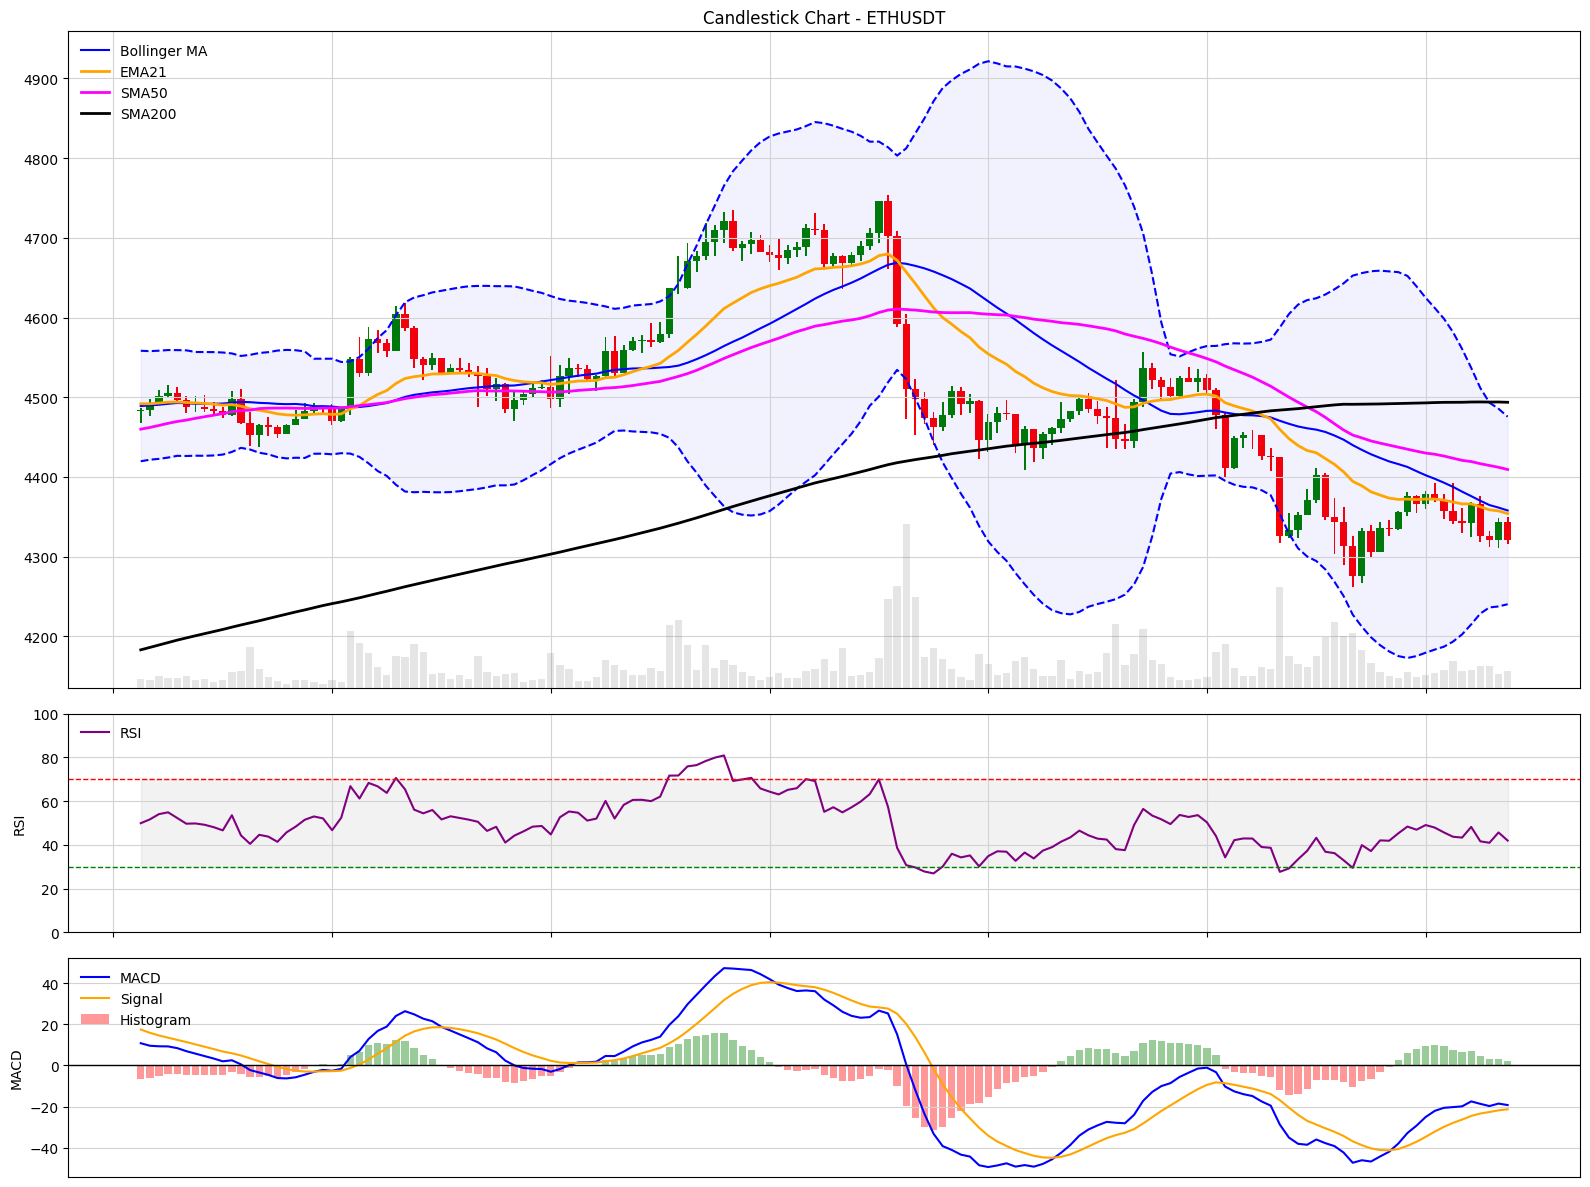 Candlestick Chart - ETHUSDT
Bollinger MA
EMA21
SMA50
SMA200
4900
4800
4700
4600
4500
4400
4300
4200
RSI
100
80
60
40
20
0
RSI
MACD
Signal
Histogram
40
20
0
−20
−40
MACD